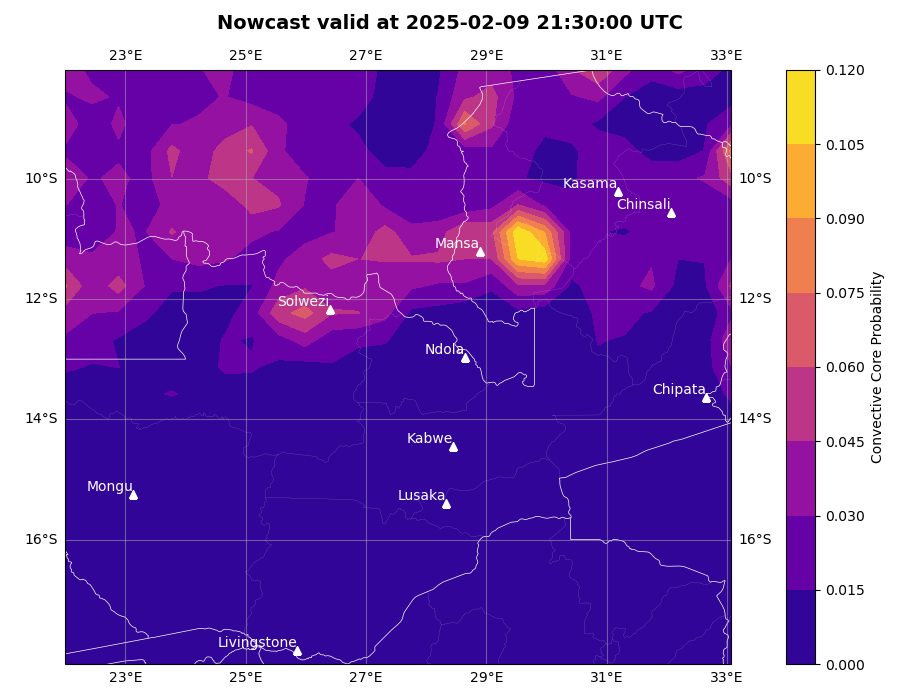 Nowcast valid at 2025-02-09 21:30:00 UTC
23°E 25°E 27°E 29°E 31°E 33°E
0.120
0.105
10°S Kasama 10°S
Chinsali
0.090
Mansa
0.075
12°S Solwezi 12°S
Ndola
0.060
Chipata
14°S 14°S
Kabwe
0.045
Mongu
Lusaka
0.030
16°S 16°S
0.015
Livingstone
0.000
23°E 25°E 27°E 29°E 31°E 33°E
Convective Core Probability